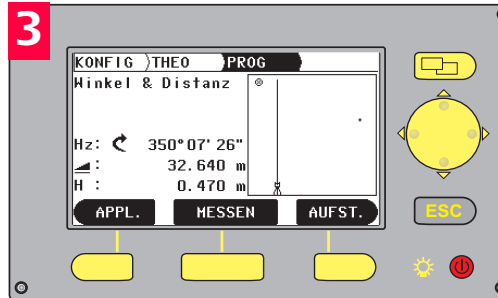 3
KONFIG THEO PROG
Winkel & Distanz
Hz: 350°07'26"
: 32.640 m
H : 0.470 m
APPL. MESSEN AUFST.
ESC